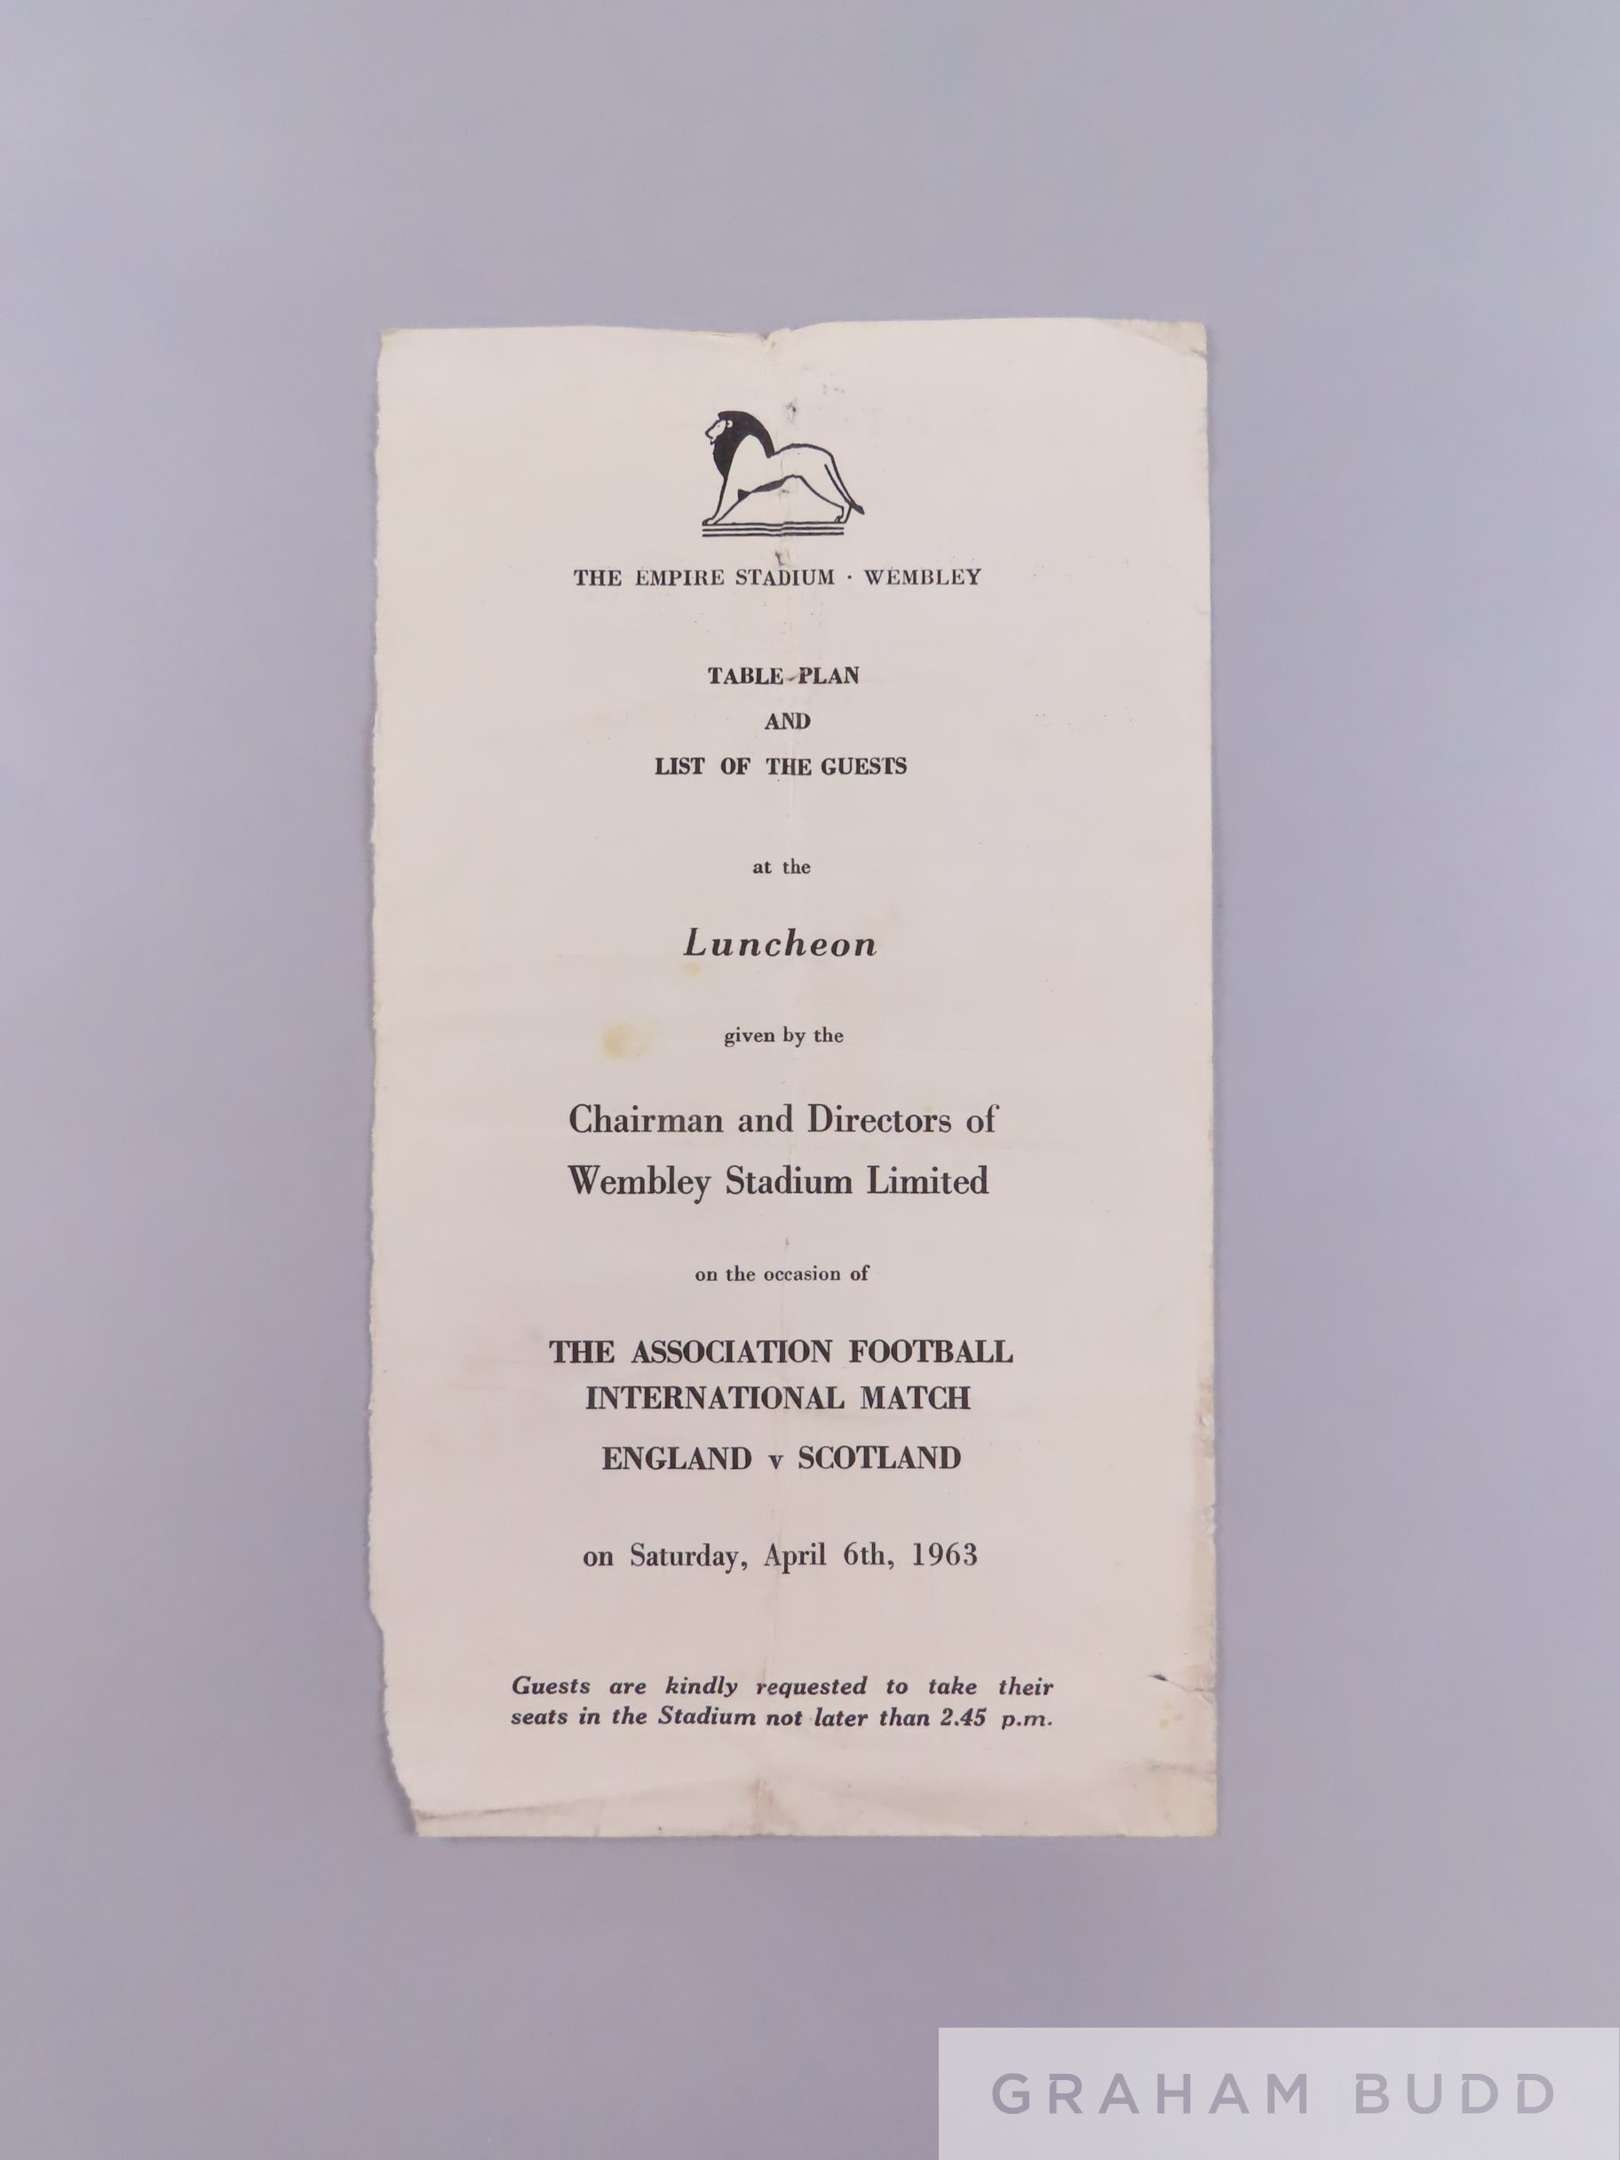 THE EMPIRE STADIUM · WEMBLEY
TABLE PLAN
AND
LIST OF THE GUESTS
at the
Luncheon
given by the
Chairman and Directors of
Wembley Stadium Limited
on the occasion of
THE ASSOCIATION FOOTBALL
INTERNATIONAL MATCH
ENGLAND v SCOTLAND
on Saturday, April 6th, 1963
Guests are kindly requested to take their
seats in the Stadium not later than 2.45 p.m.
GRAHAM BUDD